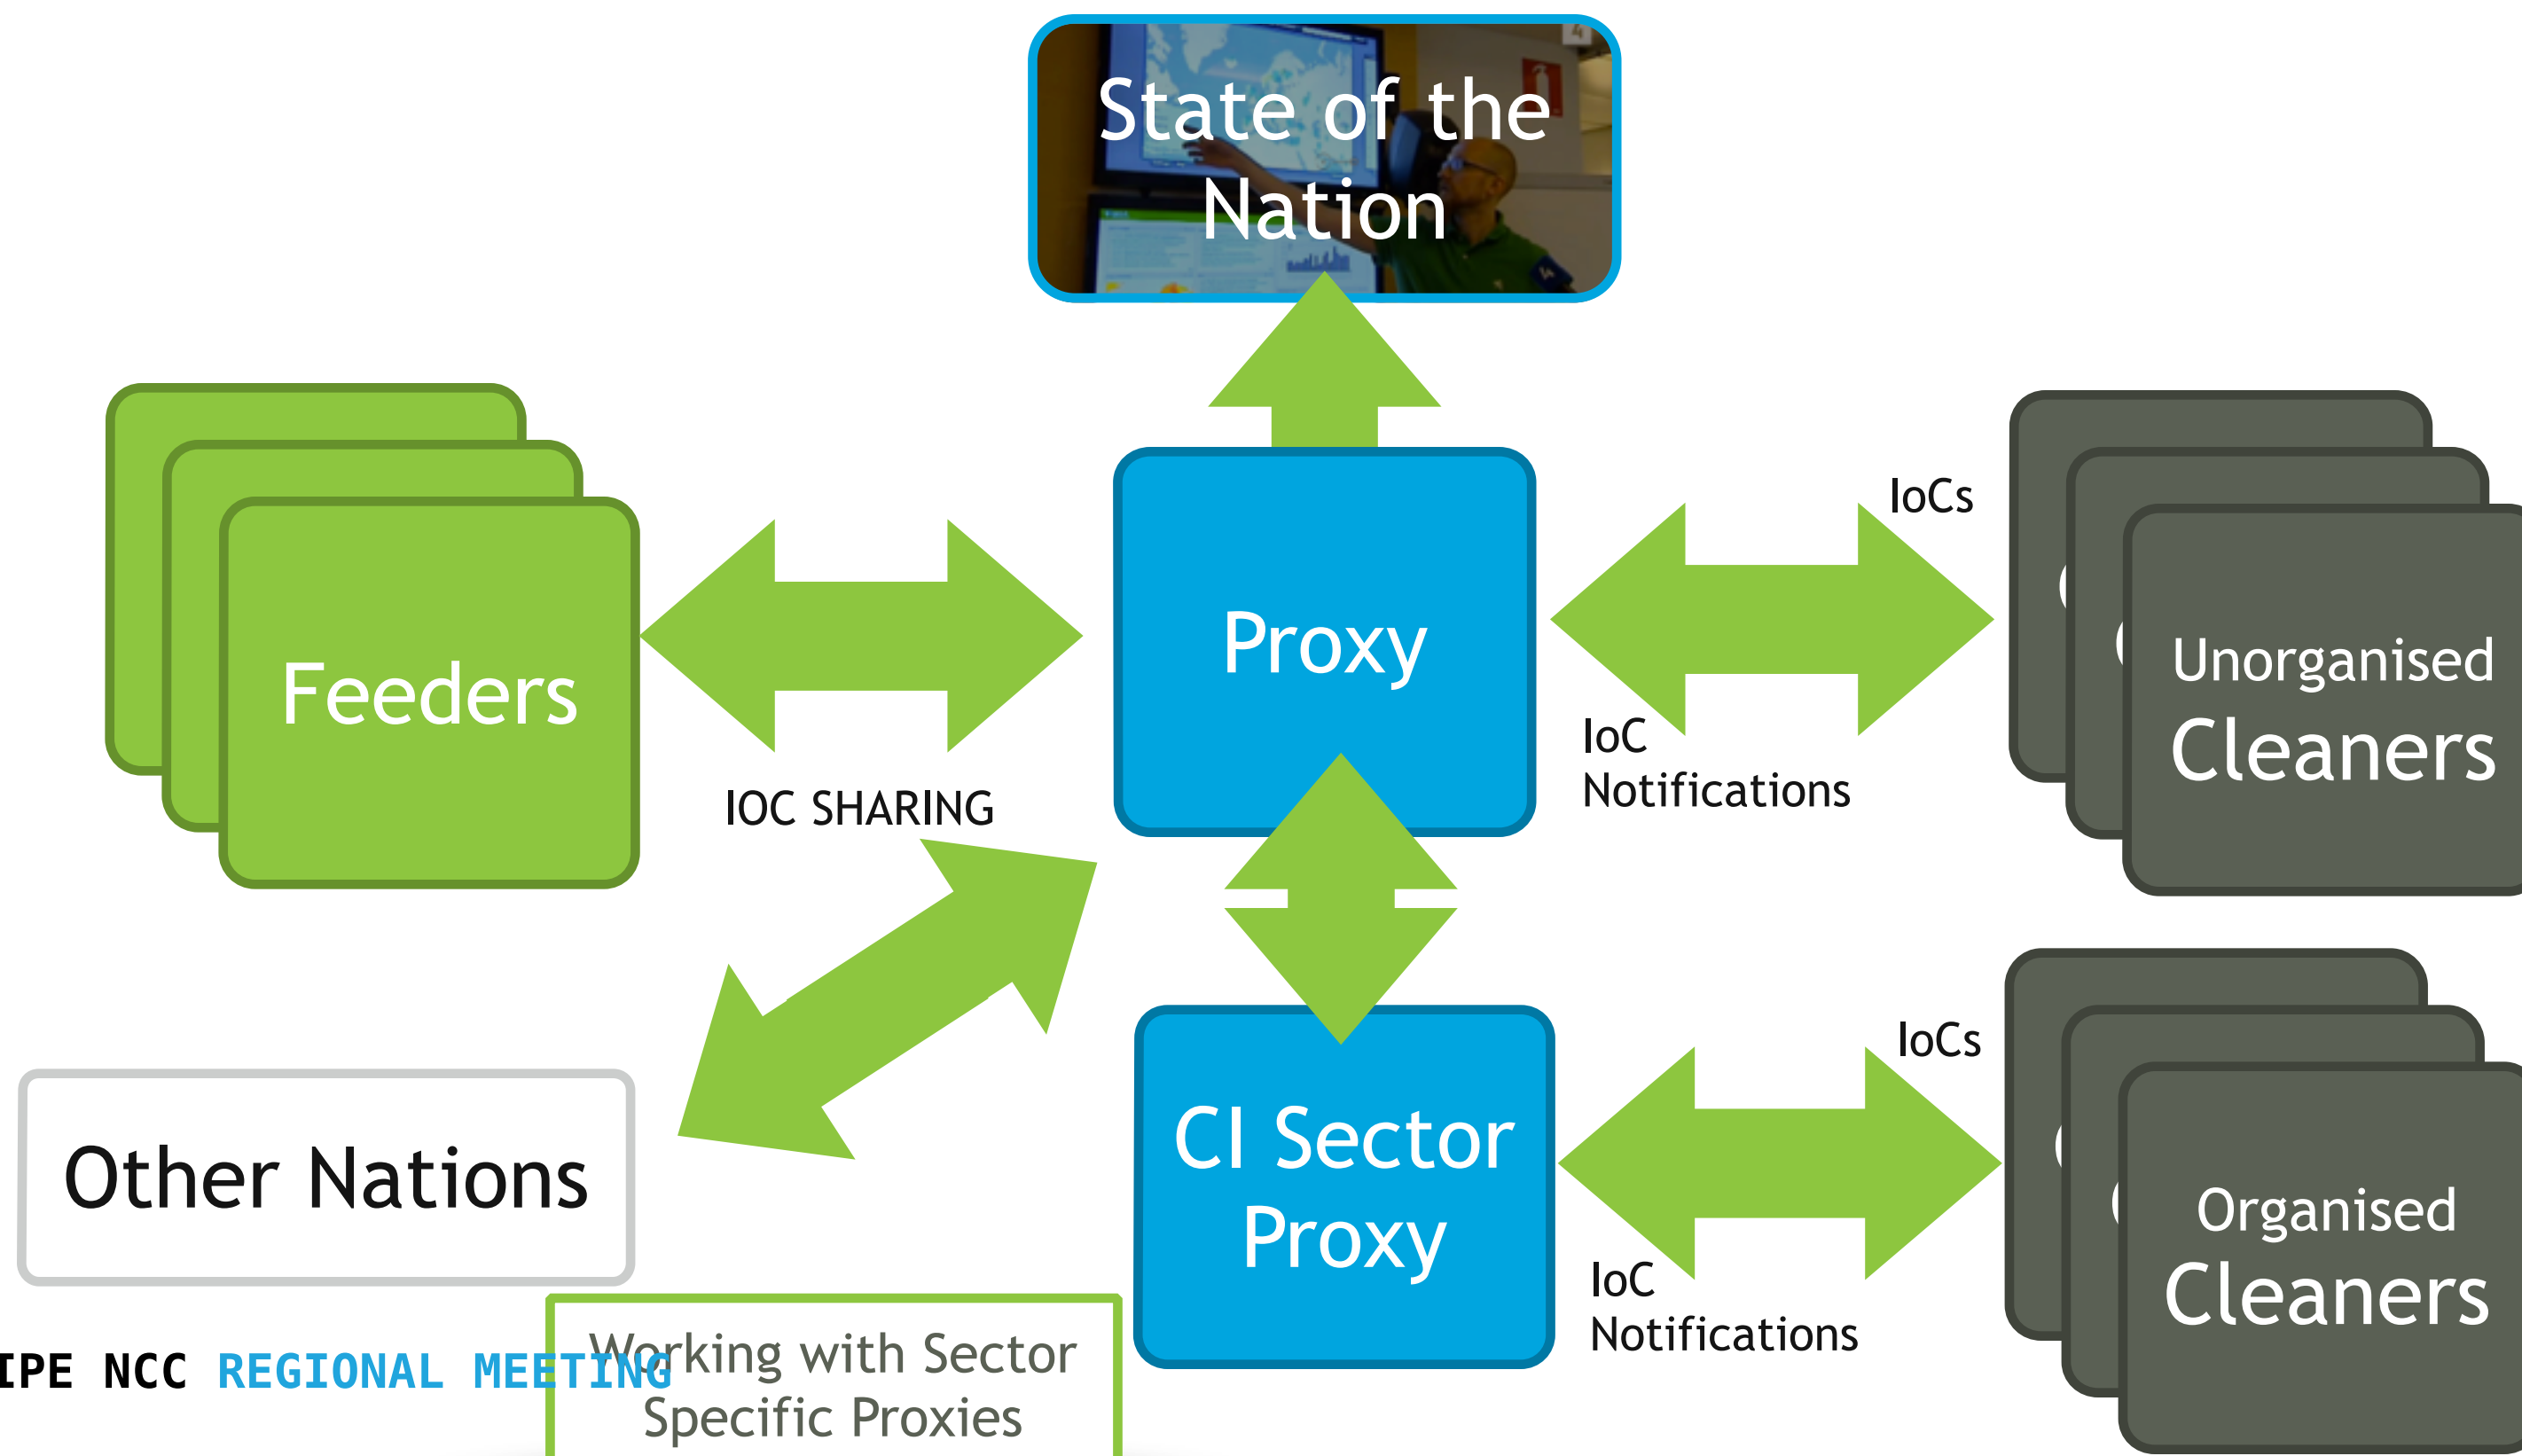 State of the
Nation
Feeders
IOC SHARING
Proxy
IoCs
IoC
Notifications
Unorganised
Cleaners
Other Nations
CI Sector
Proxy
IoCs
IoC
Notifications
Organised
Cleaners
IPE NCC REGIONAL MEETING
Working with Sector
Specific Proxies